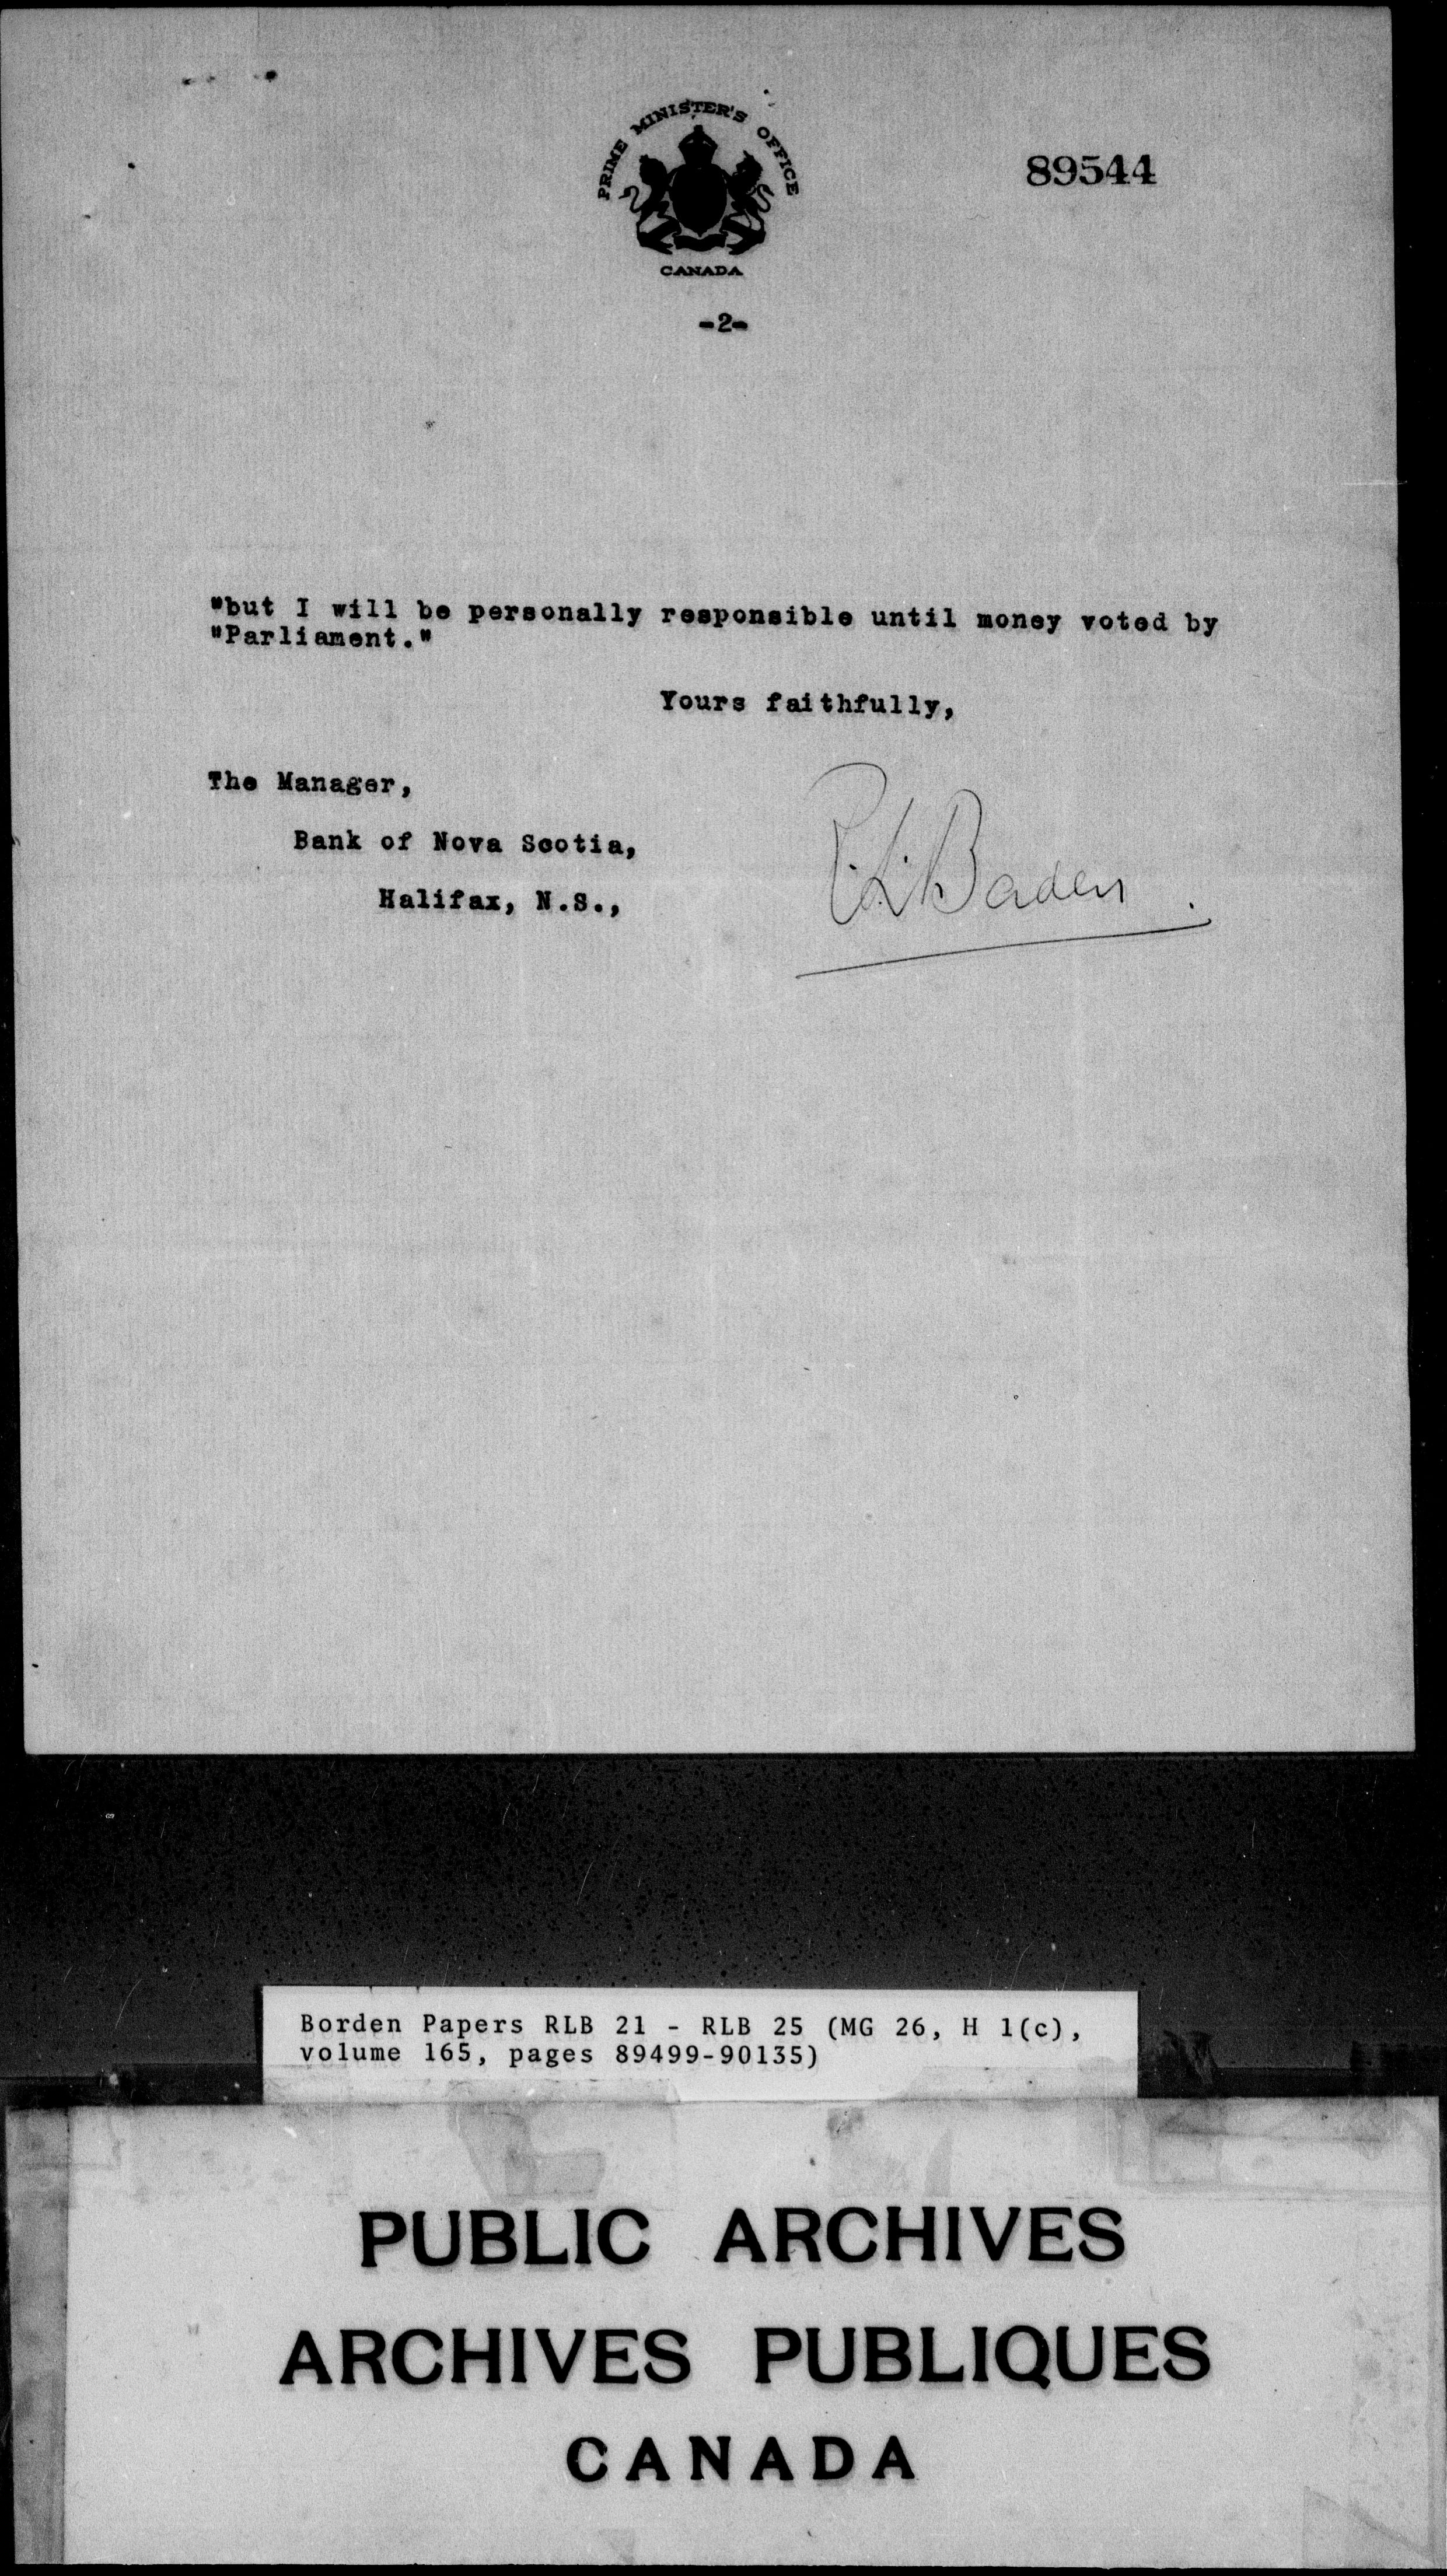 PRIME MINISTER'S OFFICE
CANADA
89544
-2-
"but I will be personally responsible until money voted by
"Parliament."
Yours faithfully,
The Manager,
Bank of Nova Scotia,
Halifax, N.S.,
R.L. Borden.
Borden Papers RLB 21 - RLB 25 (MG 26, H 1(c),
volume 165, pages 89499-90135)
PUBLIC ARCHIVES
ARCHIVES PUBLIQUES
CANADA